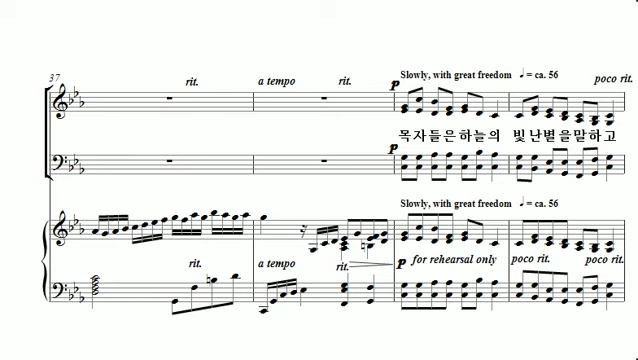 37
rit.
a tempo
rit.
Slowly, with great freedom ♩ = ca. 56
poco rit.
p
목자들은하늘의 빛난별을말하고
p
Slowly, with great freedom ♩ = ca. 56
rit.
a tempo
rit.
p for rehearsal only
poco rit.
poco rit.